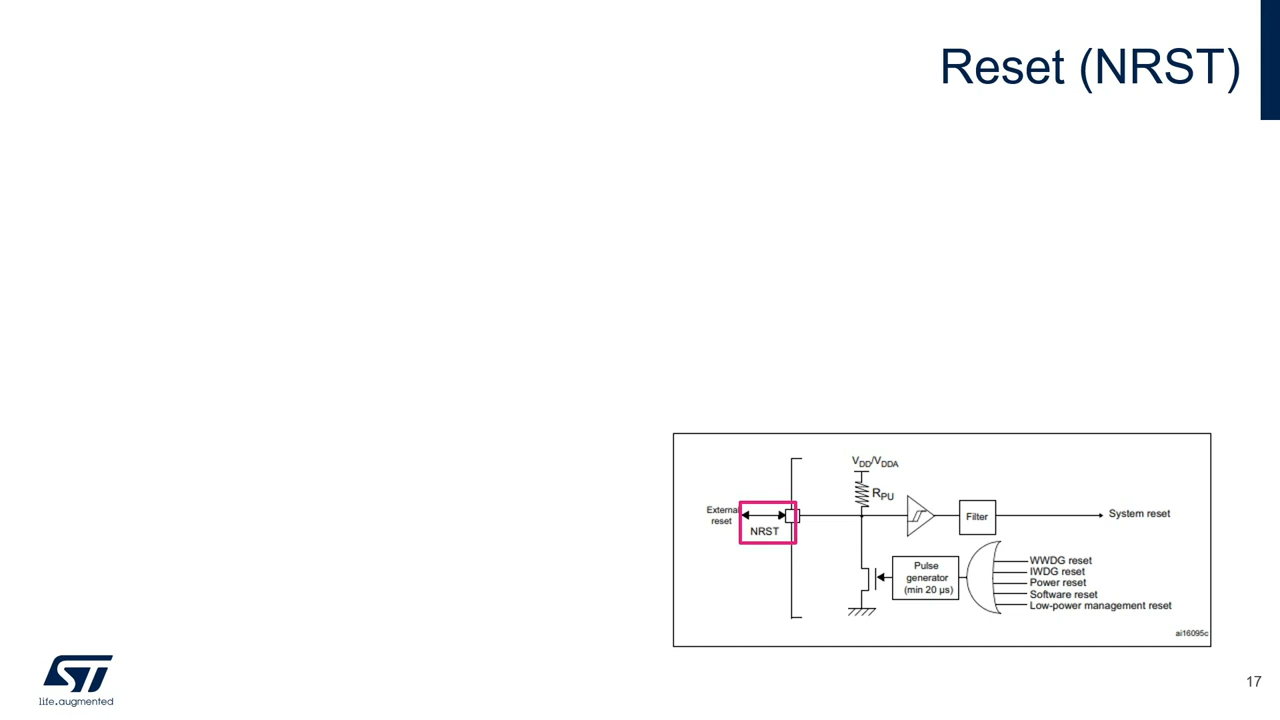 Reset (NRST)
VDD/VDDA
RPU
External
reset
NRST
Filter
System reset
Pulse
generator
(min 20 µs)
WWDG reset
IWDG reset
Power reset
Software reset
Low-power management reset
ai16095c
ST
life.augmented
17